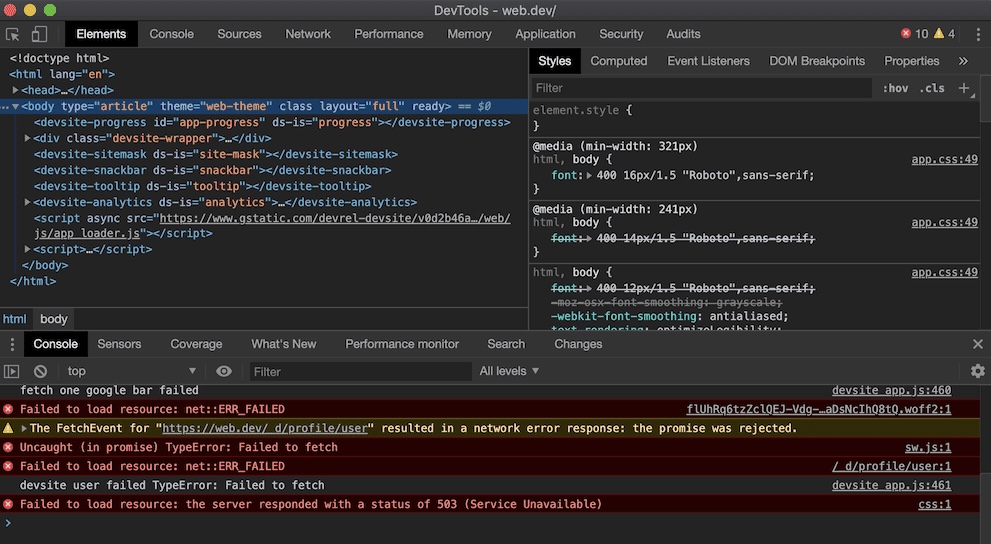 DevTools - web.dev/
Elements Console Sources Network Performance Memory Application Security Audits 10 4
<!doctype html>
<html lang="en">
<head>…</head>
…<body type="article" theme="web-theme" class layout="full" ready> == $0
<devsite-progress id="app-progress" ds-is="progress"></devsite-progress>
<div class="devsite-wrapper">…</div>
<devsite-sitemask ds-is="site-mask"></devsite-sitemask>
<devsite-snackbar ds-is="snackbar"></devsite-snackbar>
<devsite-tooltip ds-is="tooltip"></devsite-tooltip>
<devsite-analytics ds-is="analytics">…</devsite-analytics>
<script async src="https://www.gstatic.com/devrel-devsite/v0d2b46a…/web/
js/app_loader.js"></script>
<script>…</script>
</body>
</html>
html body
Styles Computed Event Listeners DOM Breakpoints Properties »
Filter :hov .cls +
element.style {
}
@media (min-width: 321px)
html, body { app.css:49
font: 400 16px/1.5 "Roboto",sans-serif;
}
@media (min-width: 241px)
html, body { app.css:49
font: 400 14px/1.5 "Roboto",sans-serif;
}
html, body { app.css:49
font: 400 12px/1.5 "Roboto",sans-serif;
-moz-osx-font-smoothing: grayscale;
-webkit-font-smoothing: antialiased;
text-rendering: optimizeLegibility;
Console Sensors Coverage What's New Performance monitor Search Changes
top Filter All levels
fetch one google bar failed devsite_app.js:460
Failed to load resource: net::ERR_FAILED flUhRq6tzZclQEJ-Vdg-…aDsNcIhQ8tQ.woff2:1
The FetchEvent for "https://web.dev/_d/profile/user" resulted in a network error response: the promise was rejected.
Uncaught (in promise) TypeError: Failed to fetch sw.js:1
Failed to load resource: net::ERR_FAILED /_d/profile/user:1
devsite user failed TypeError: Failed to fetch devsite_app.js:461
Failed to load resource: the server responded with a status of 503 (Service Unavailable) css:1